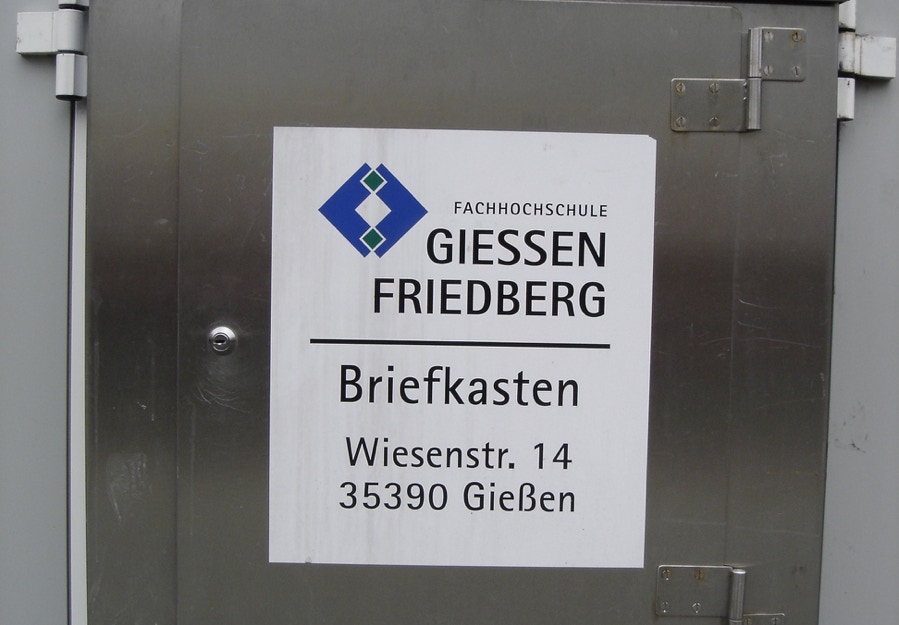 FACHHOCHSCHULE
GIESSEN
FRIEDBERG
Briefkasten
Wiesenstr. 14
35390 Gießen